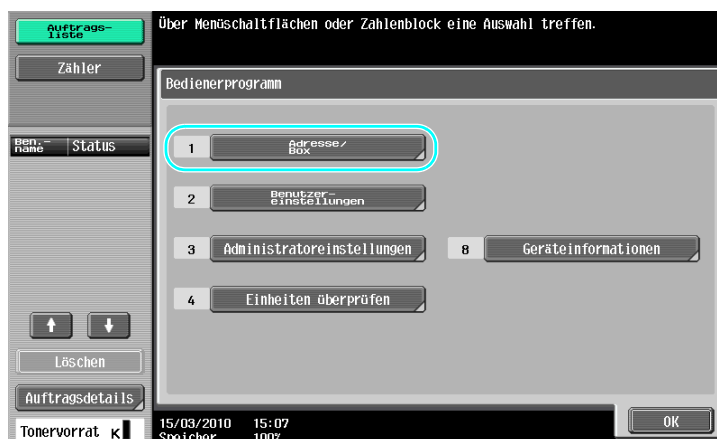 Auftrags-
liste
Zähler
Ben.-
name
Status
Löschen
Auftragsdetails
Tonervorrat K
Über Menüschaltflächen oder Zahlenblock eine Auswahl treffen.
Bedienerprogramm
1 Adresse/
Box
2 Benutzer-
einstellungen
3 Administratoreinstellungen
8 Geräteinformationen
4 Einheiten überprüfen
15/03/2010 15:07
Speicher 100%
OK